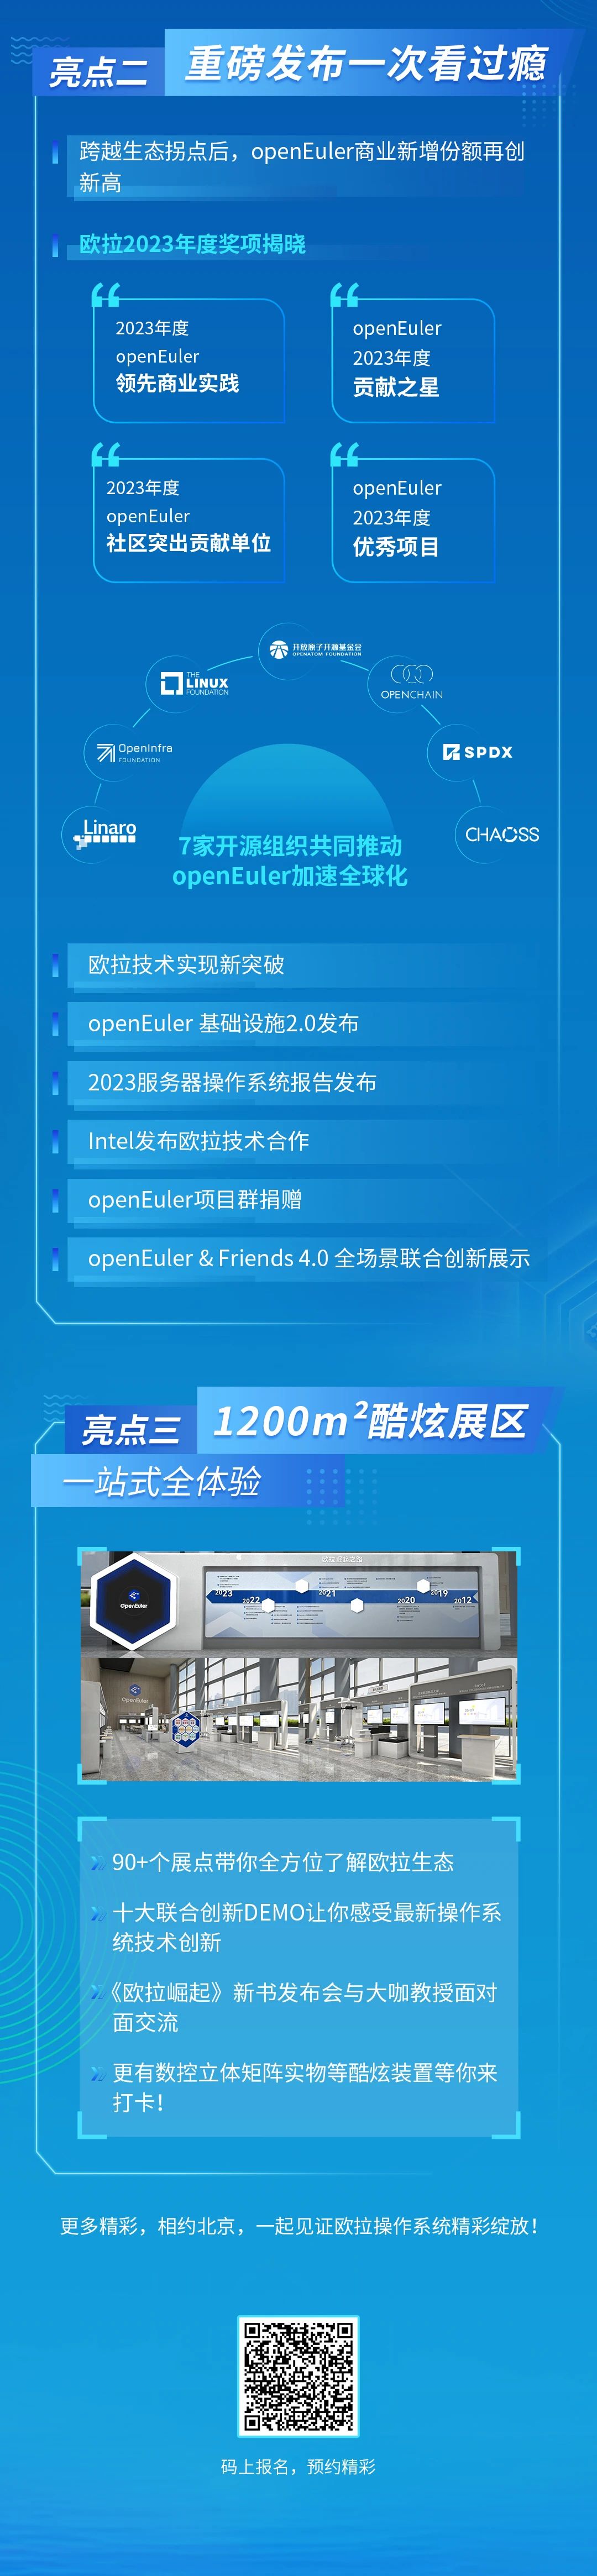 亮点二
重磅发布一次看过瘾
跨越生态拐点后，openEuler商业新增份额再创
新高
欧拉2023年度奖项揭晓
2023年度
openEuler
领先商业实践
openEuler
2023年度
贡献之星
2023年度
openEuler
社区突出贡献单位
openEuler
2023年度
优秀项目
开放原子开源基金会
OPENATOM FOUNDATION
THE
LINUX
FOUNDATION
OPENCHAIN
OpenInfra
FOUNDATION
SPDX
Linaro
CHAOSS
7家开源组织共同推动
openEuler加速全球化
欧拉技术实现新突破
openEuler 基础设施2.0发布
2023服务器操作系统报告发布
Intel发布欧拉技术合作
openEuler项目群捐赠
openEuler & Friends 4.0 全场景联合创新展示
亮点三
1200m²酷炫展区
一站式全体验
OpenEuler
2023
2022
2021
2020
2019
2012
OpenEuler
90+个展点带你全方位了解欧拉生态
十大联合创新DEMO让你感受最新操作系
统技术创新
《欧拉崛起》新书发布会与大咖教授面对
面交流
更有数控立体矩阵实物等酷炫装置等你来
打卡！
更多精彩，相约北京，一起见证欧拉操作系统精彩绽放！
码上报名，预约精彩